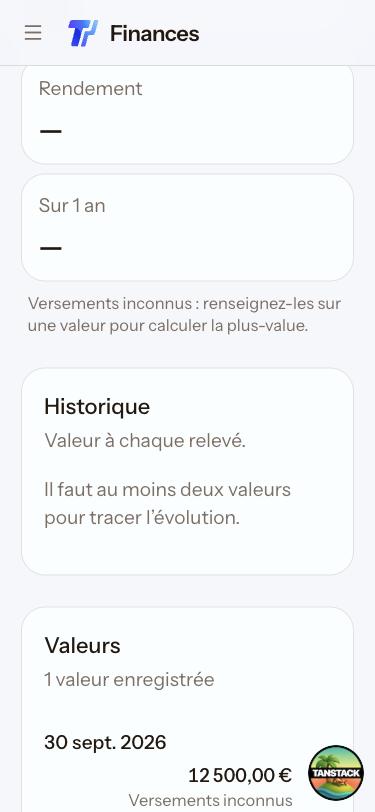 Finances
Rendement
—
Sur 1 an
—
Versements inconnus : renseignez-les sur
une valeur pour calculer la plus-value.
Historique
Valeur à chaque relevé.
Il faut au moins deux valeurs
pour tracer l’évolution.
Valeurs
1 valeur enregistrée
30 sept. 2026
12 500,00 €
TANSTACK
Versements inconnus